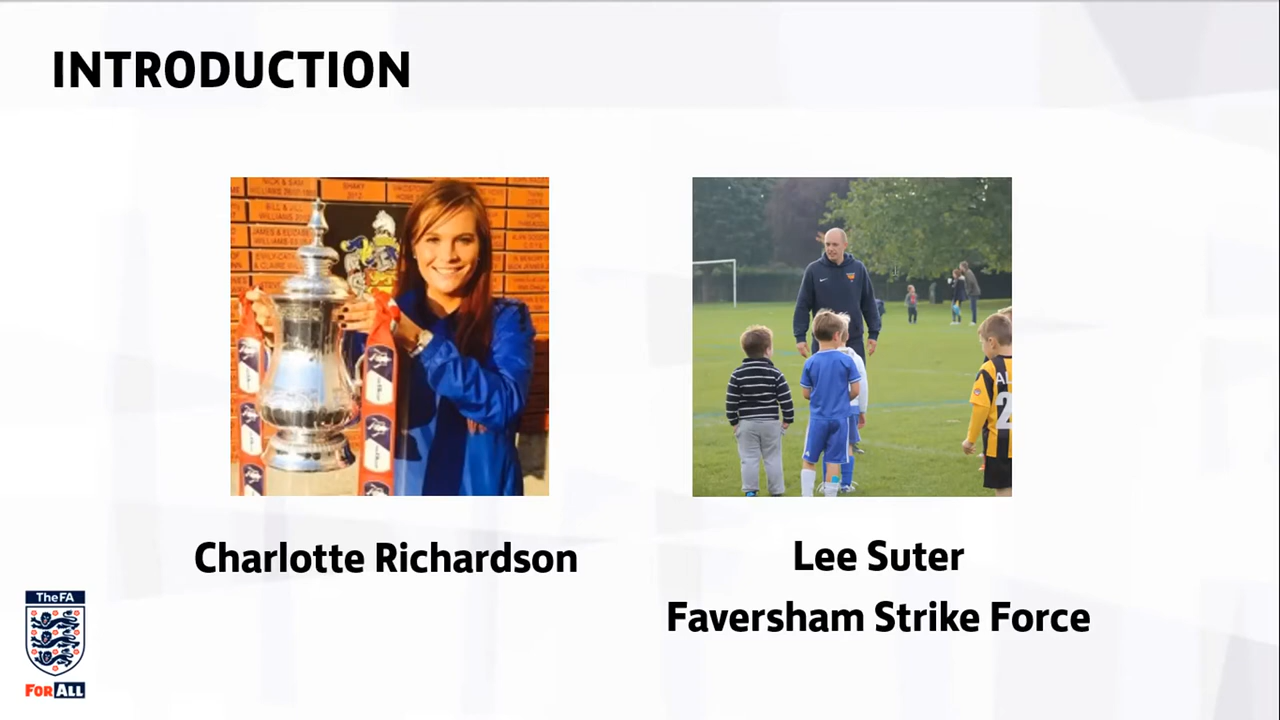 INTRODUCTION
Charlotte Richardson
Lee Suter
Faversham Strike Force
TheFA
FORALL